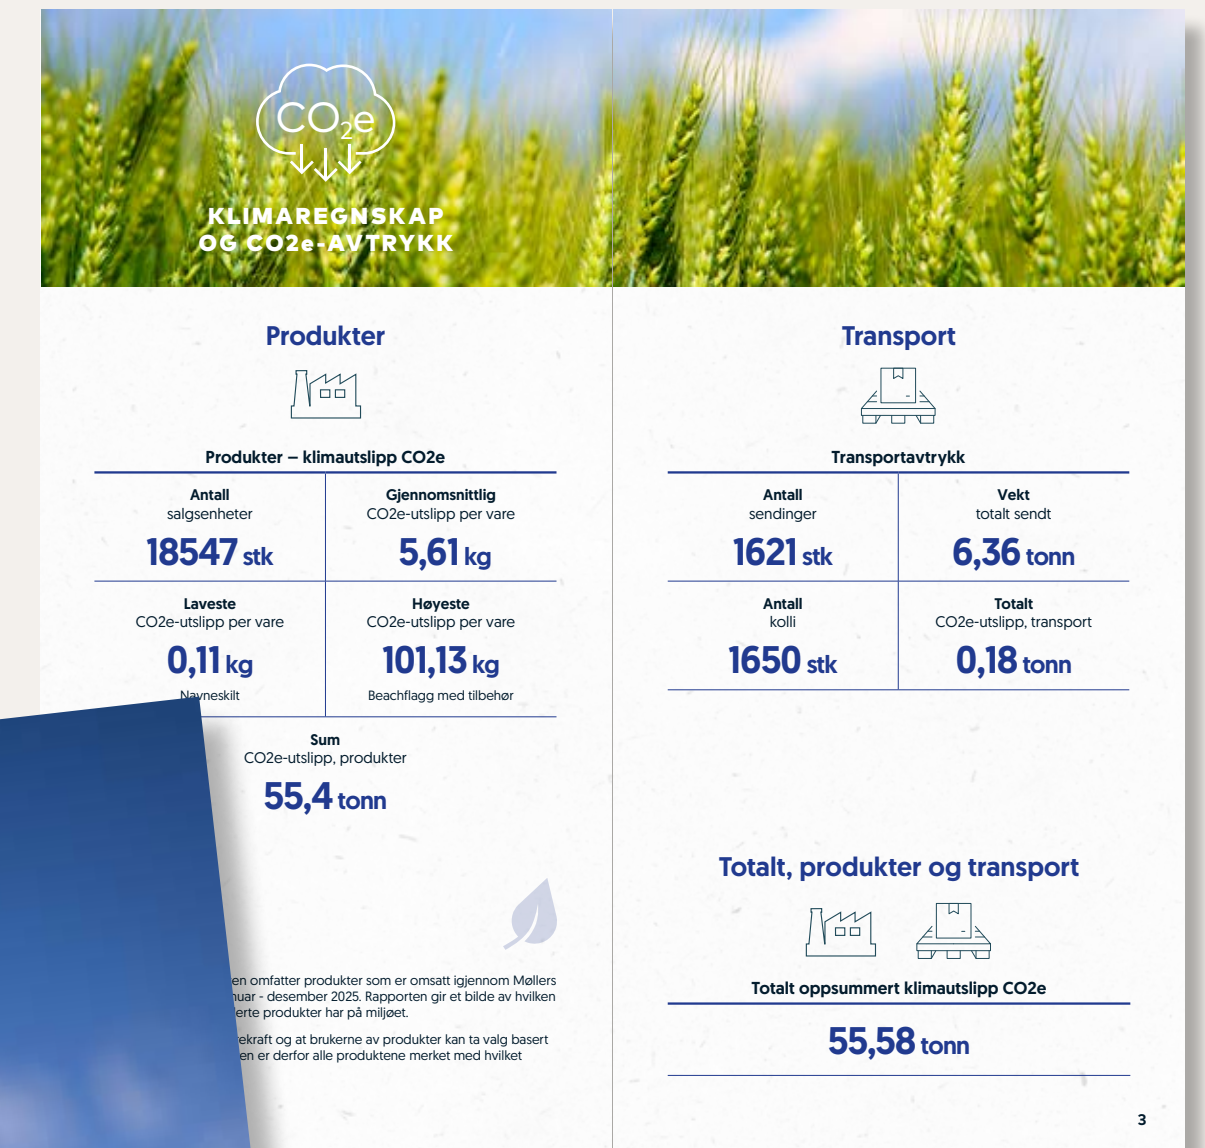 CO2e
KLIMAREGNSKAP
OG CO2e-AVTRYKK
Produkter
Produkter – klimautslipp CO2e
Antall
salgsenheter
18547 stk
Gjennomsnittlig
CO2e-utslipp per vare
5,61 kg
Laveste
CO2e-utslipp per vare
0,11 kg
Navneskilt
Høyeste
CO2e-utslipp per vare
101,13 kg
Beachflagg med tilbehør
Sum
CO2e-utslipp, produkter
55,4 tonn
omfatter produkter som er omsatt igjennom Møllers
- desember 2025. Rapporten gir et bilde av hvilken
produkter har på miljøet.
og at brukerne av produkter kan ta valg basert
er derfor alle produktene merket med hvilket
Transport
Transportavtrykk
Antall
sendinger
1621 stk
Vekt
totalt sendt
6,36 tonn
Antall
kolli
1650 stk
Totalt
CO2e-utslipp, transport
0,18 tonn
Totalt, produkter og transport
Totalt oppsummert klimautslipp CO2e
55,58 tonn
3